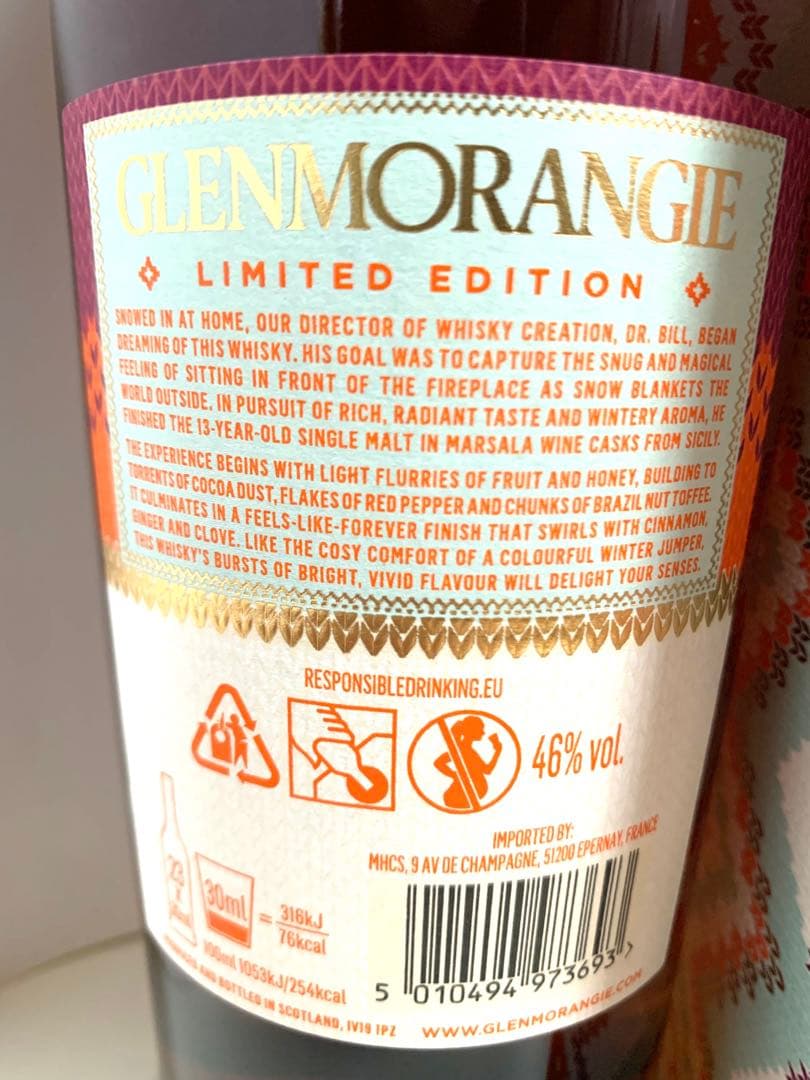 GLENMORANGIE
LIMITED EDITION
SNOWED IN AT HOME, OUR DIRECTOR OF WHISKY CREATION, DR. BILL, BEGAN
DREAMING OF THIS WHISKY. HIS GOAL WAS TO CAPTURE THE SNUG AND MAGICAL
FEELING OF SITTING IN FRONT OF THE FIREPLACE AS SNOW BLANKETS THE
WORLD OUTSIDE. IN PURSUIT OF RICH, RADIANT TASTE AND WINTERY AROMA, HE
FINISHED THE 13-YEAR-OLD SINGLE MALT IN MARSALA WINE CASKS FROM SICILY.
THE EXPERIENCE BEGINS WITH LIGHT FLURRIES OF FRUIT AND HONEY, BUILDING TO
TORRENTS OF COCOA DUST, FLAKES OF RED PEPPER AND CHUNKS OF BRAZIL NUT TOFFEE.
IT CULMINATES IN A FEELS-LIKE-FOREVER FINISH THAT SWIRLS WITH CINNAMON,
GINGER AND CLOVE. LIKE THE COSY COMFORT OF A COLOURFUL WINTER JUMPER,
THIS WHISKY'S BURSTS OF BRIGHT, VIVID FLAVOUR WILL DELIGHT YOUR SENSES.
RESPONSIBLEDRINKING.EU
46% vol.
IMPORTED BY:
MHCS, 9 AV DE CHAMPAGNE, 51200 EPERNAY, FRANCE
23
30ml = 316kJ
76kcal
100ml 1053kJ/254kcal
AND BOTTLED IN SCOTLAND, IV19 1PZ
5 010494 973693 >
WWW.GLENMORANGIE.COM